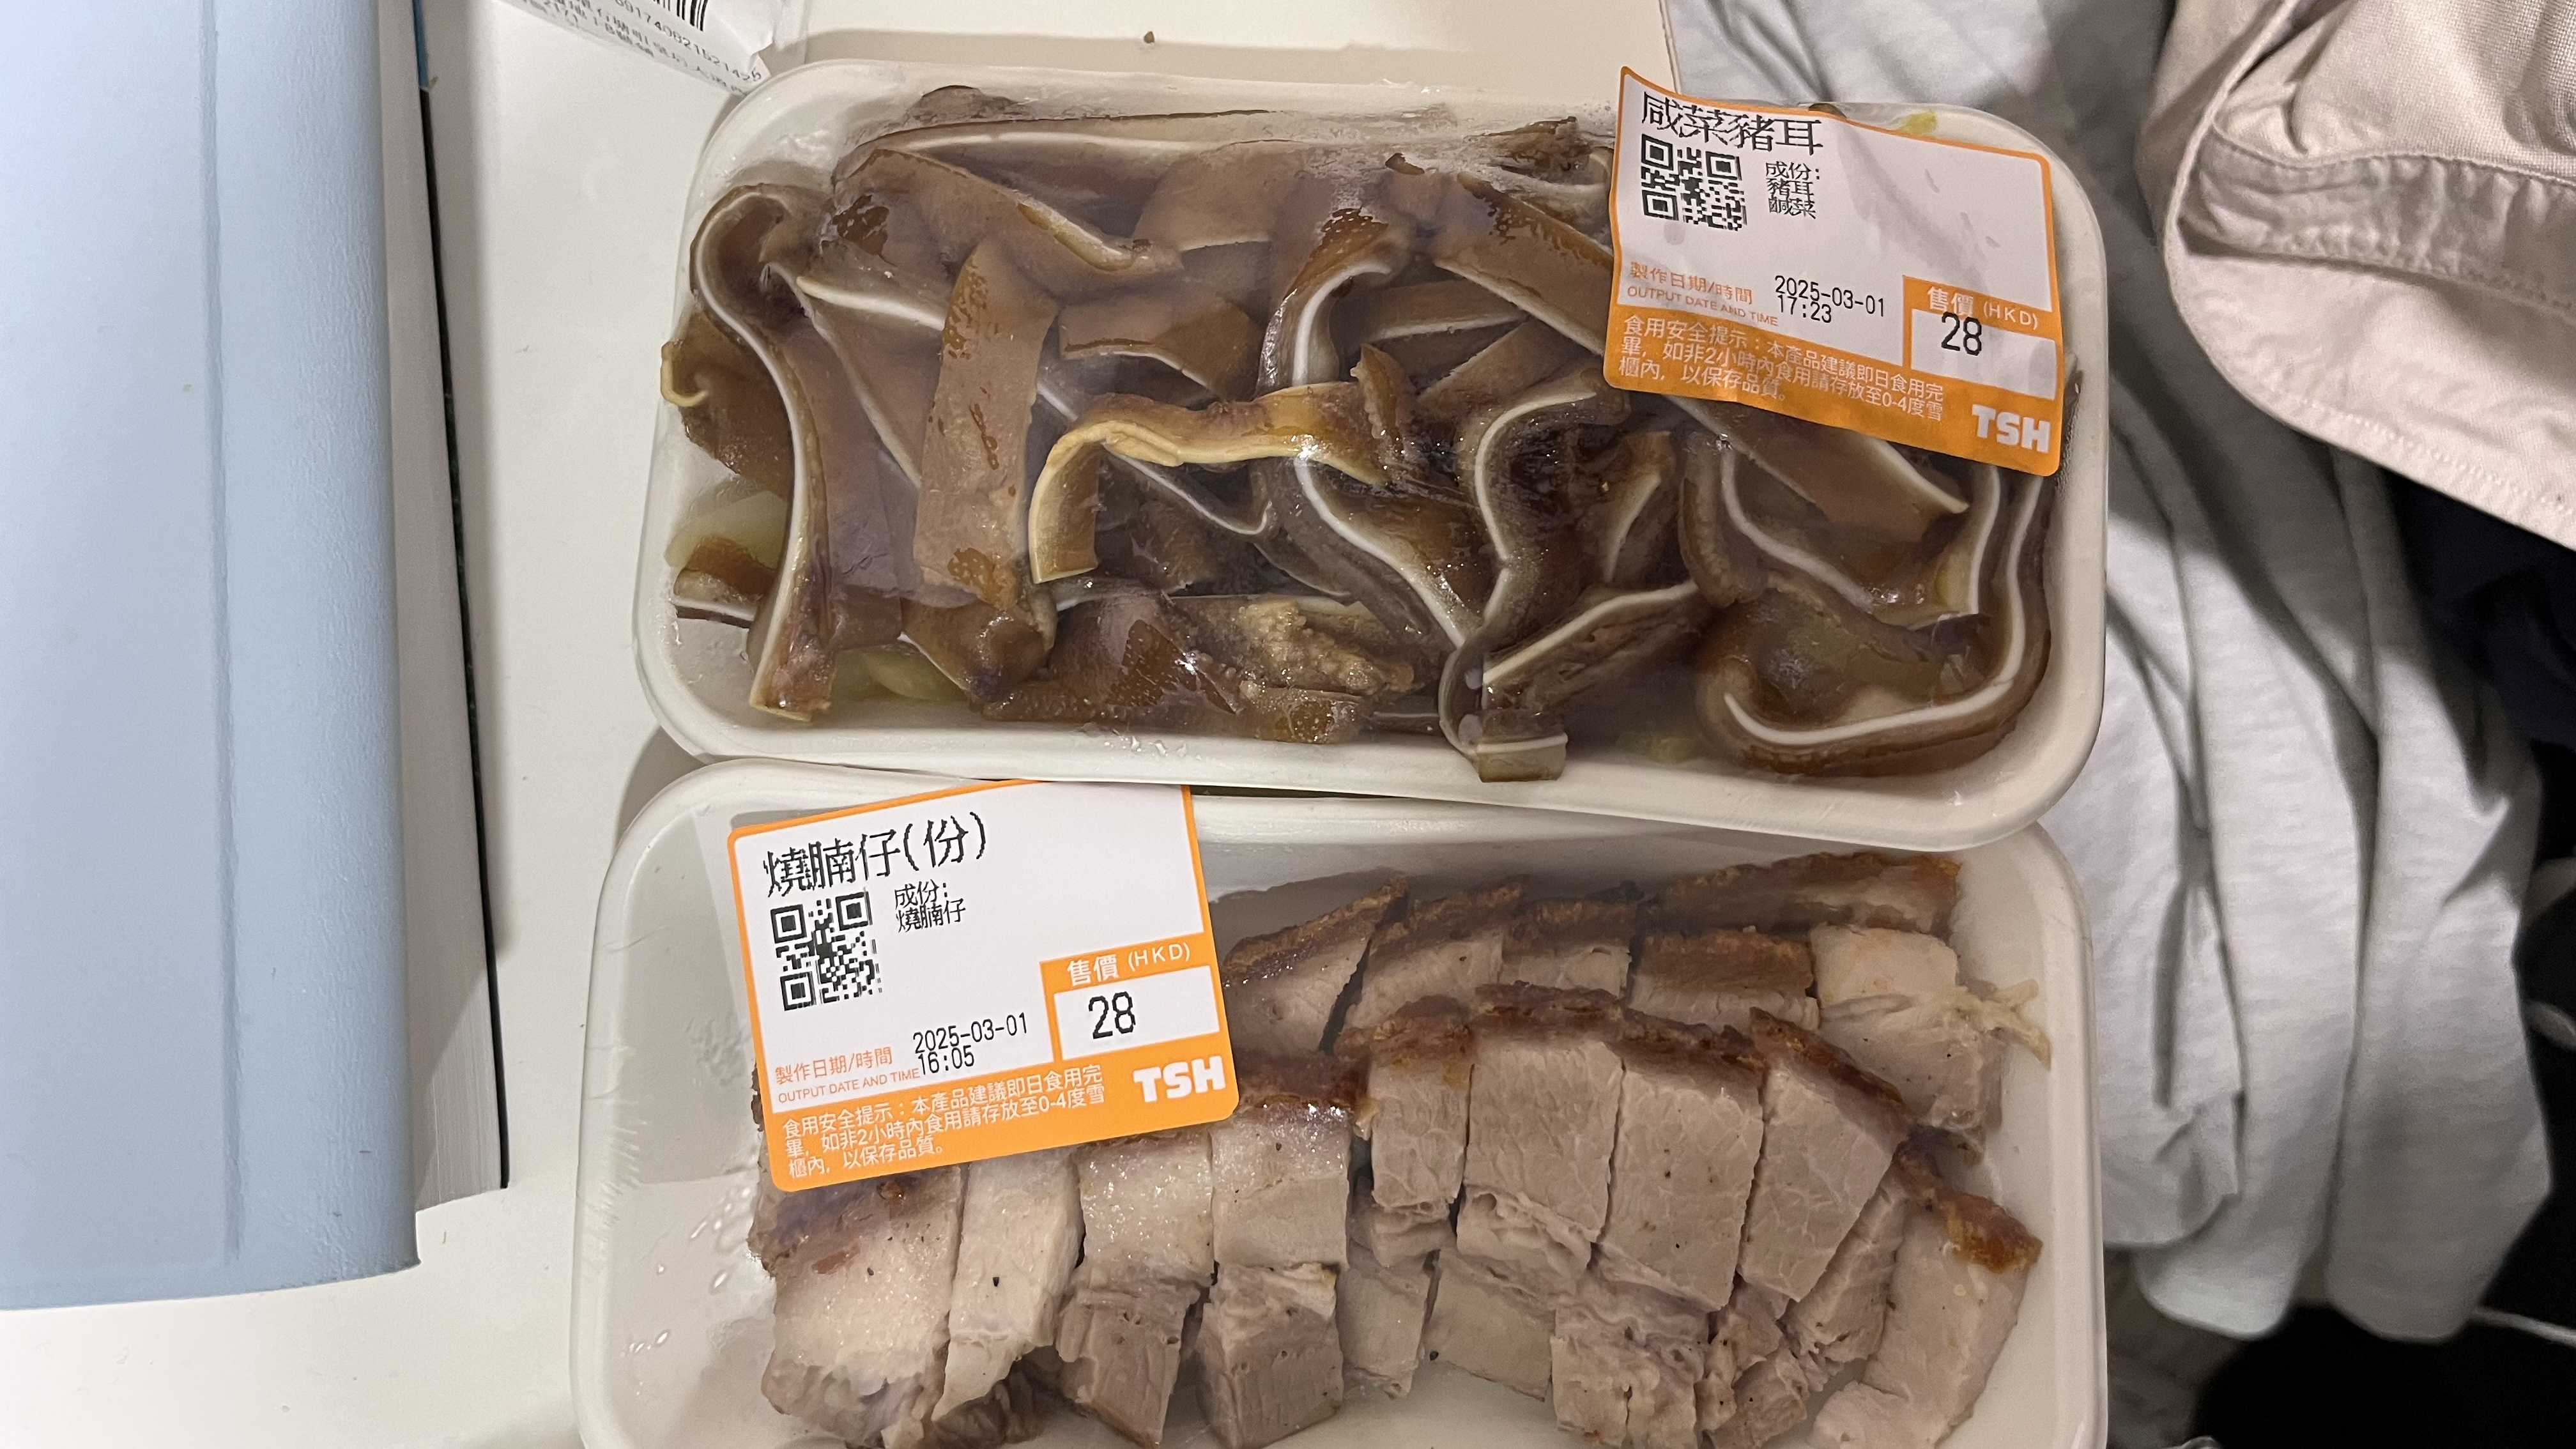 咸菜豬耳
成份:
豬耳
鹹菜
製作日期/時間
OUTPUT DATE AND TIME
2025-03-01
17:23
售價 (HKD)
28
食用安全提示：本產品建議即日食用完
畢，如非2小時內食用請存放至0-4度雪
櫃內，以保存品質。
TSH
燒腩仔(份)
成份:
燒腩仔
製作日期/時間
OUTPUT DATE AND TIME
2025-03-01
16:05
售價 (HKD)
28
食用安全提示：本產品建議即日食用完
畢，如非2小時內食用請存放至0-4度雪
櫃內，以保存品質。
TSH